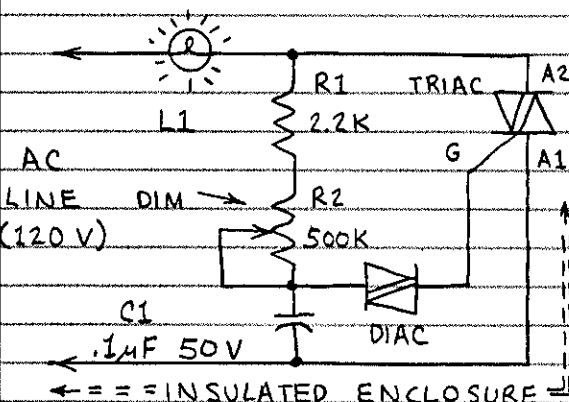 R1 TRIAC A2
L1 2.2K
G A1
AC
LINE DIM R2
(120 V) 500K
C1 DIAC
.1μF 50V
INSULATED ENCLOSURE